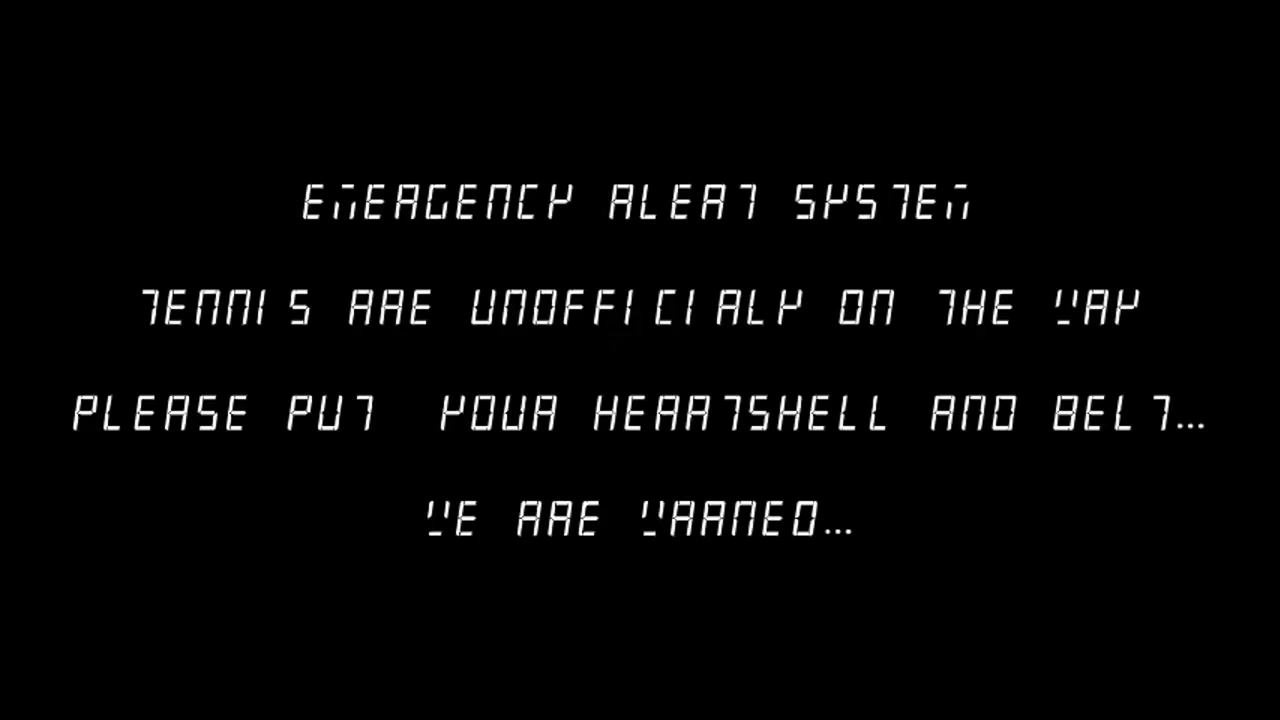 EMERGENCY ALERT SYSTEM
TENNIS ARE UNOFFICIALY ON THE WAY
PLEASE PUT YOUR HEARTSHELL AND BELT...
WE ARE WARNED...